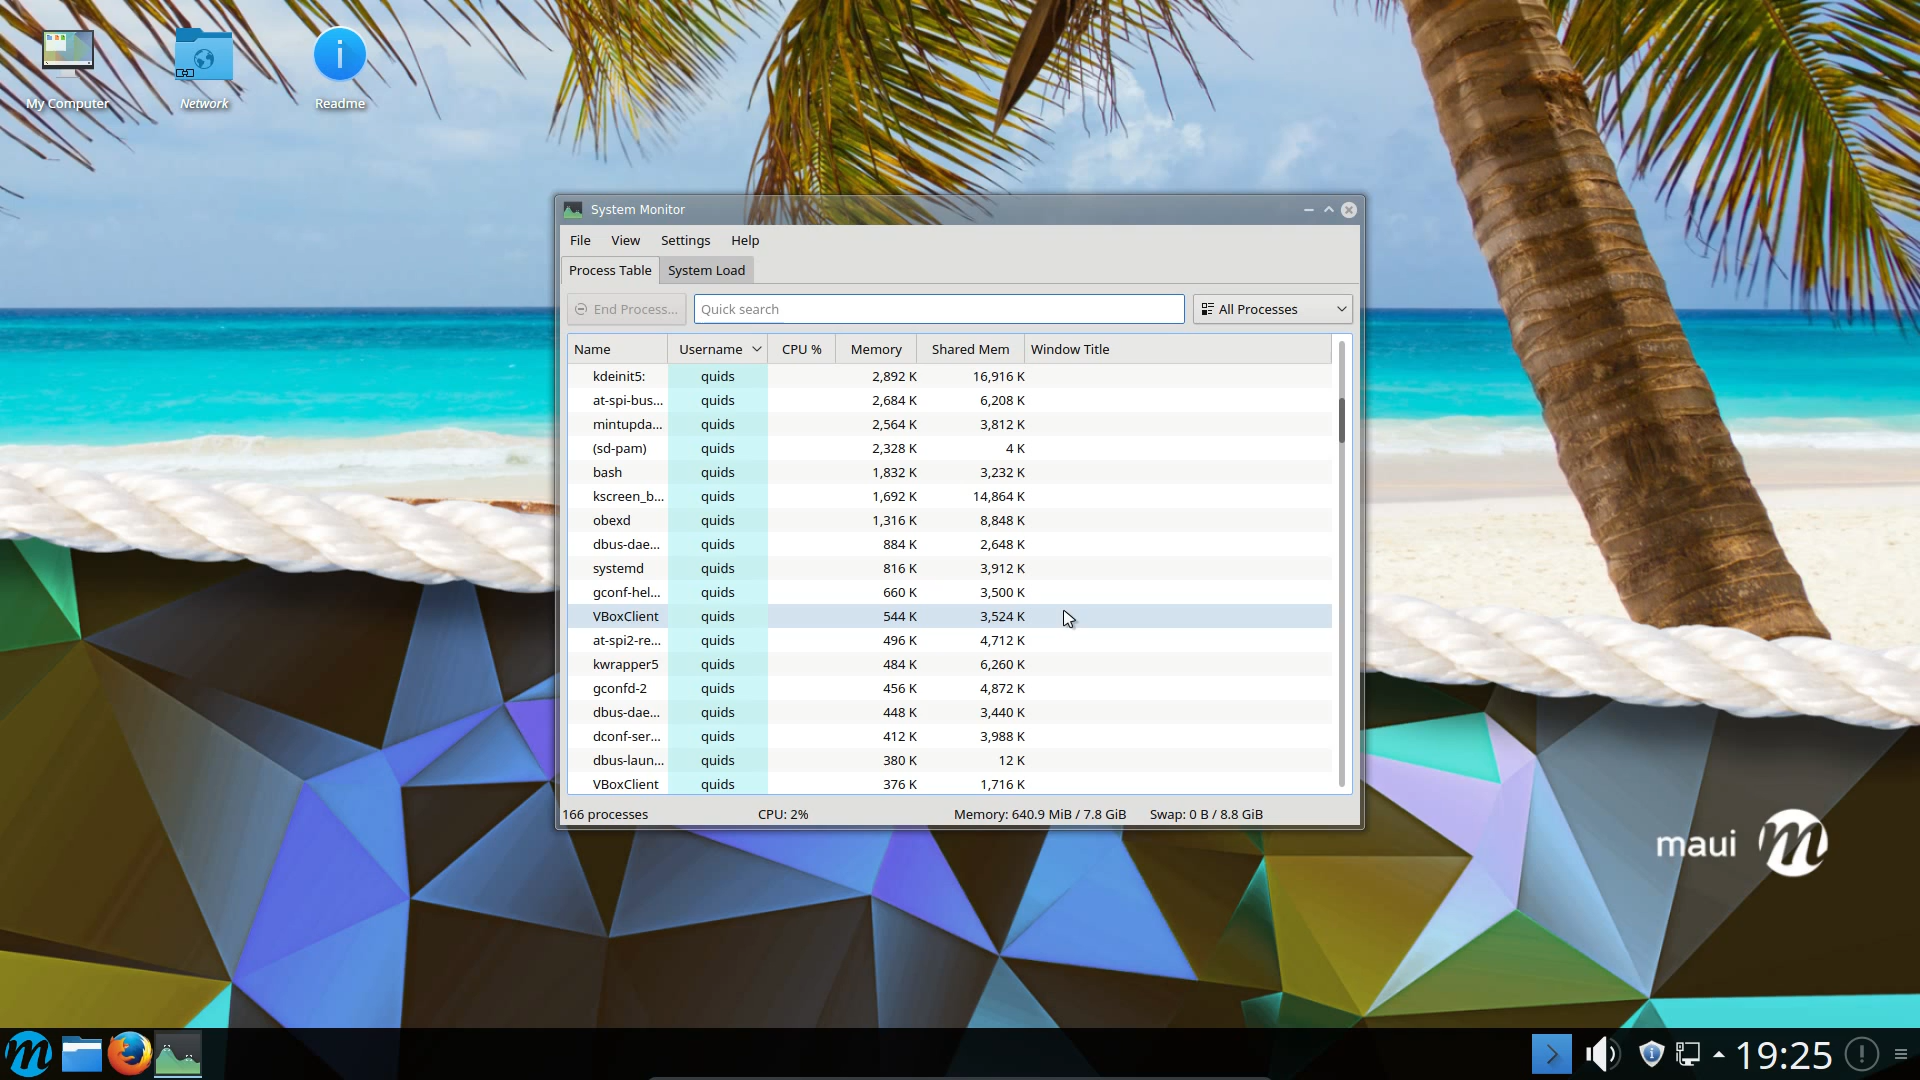 My Computer
Network
Readme
System Monitor
File View Settings Help
Process Table System Load
End Process... Quick search All Processes
Name Username CPU % Memory Shared Mem Window Title
kdeinit5: quids 2,892 K 16,916 K
at-spi-bus... quids 2,684 K 6,208 K
mintupda... quids 2,564 K 3,812 K
(sd-pam) quids 2,328 K 4 K
bash quids 1,832 K 3,232 K
kscreen_b... quids 1,692 K 14,864 K
obexd quids 1,316 K 8,848 K
dbus-dae... quids 884 K 2,648 K
systemd quids 816 K 3,912 K
gconf-hel... quids 660 K 3,500 K
VBoxClient quids 544 K 3,524 K
at-spi2-re... quids 496 K 4,712 K
kwrapper5 quids 484 K 6,260 K
gconfd-2 quids 456 K 4,872 K
dbus-dae... quids 448 K 3,440 K
dconf-ser... quids 412 K 3,988 K
dbus-laun... quids 380 K 12 K
VBoxClient quids 376 K 1,716 K
166 processes CPU: 2% Memory: 640.9 MiB / 7.8 GiB Swap: 0 B / 8.8 GiB
maui m
m 19:25